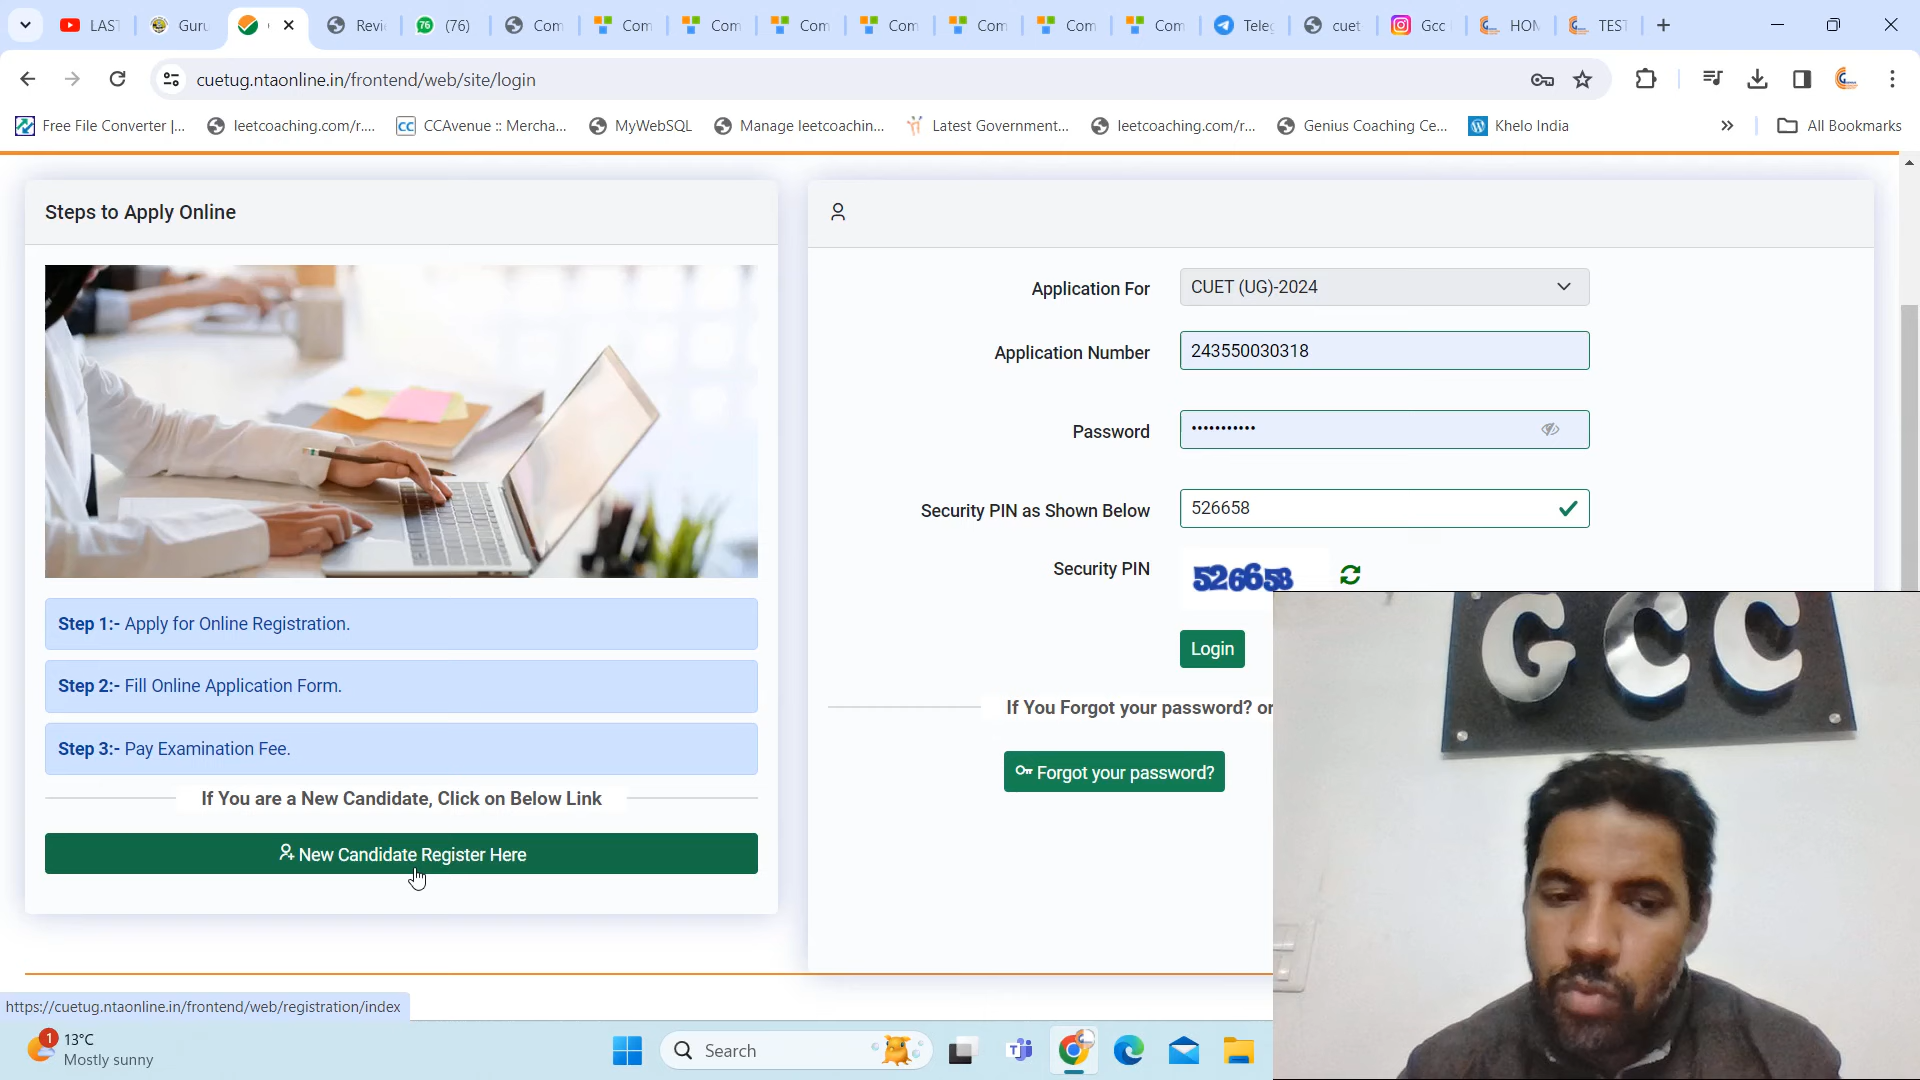 LAST
Guru
Revi
76
(76)
Com
Com
Com
Com
Com
Com
Com
Com
Tele
cuet
Gcc
HOM
TEST
cuetug.ntaonline.in/frontend/web/site/login
Free File Converter |...
leetcoaching.com/r....
CC
CCAvenue :: Mercha...
MyWebSQL
Manage leetcoachin...
Latest Government...
leetcoaching.com/r...
Genius Coaching Ce...
Khelo India
All Bookmarks
Steps to Apply Online
Step 1:- Apply for Online Registration.
Step 2:- Fill Online Application Form.
Step 3:- Pay Examination Fee.
If You are a New Candidate, Click on Below Link
New Candidate Register Here
Application For
CUET (UG)-2024
Application Number
243550030318
Password
•••••••••••
Security PIN as Shown Below
526658
Security PIN
526658
Login
If You Forgot your password? or
Forgot your password?
GCC
https://cuetug.ntaonline.in/frontend/web/registration/index
1
13°C
Mostly sunny
Search